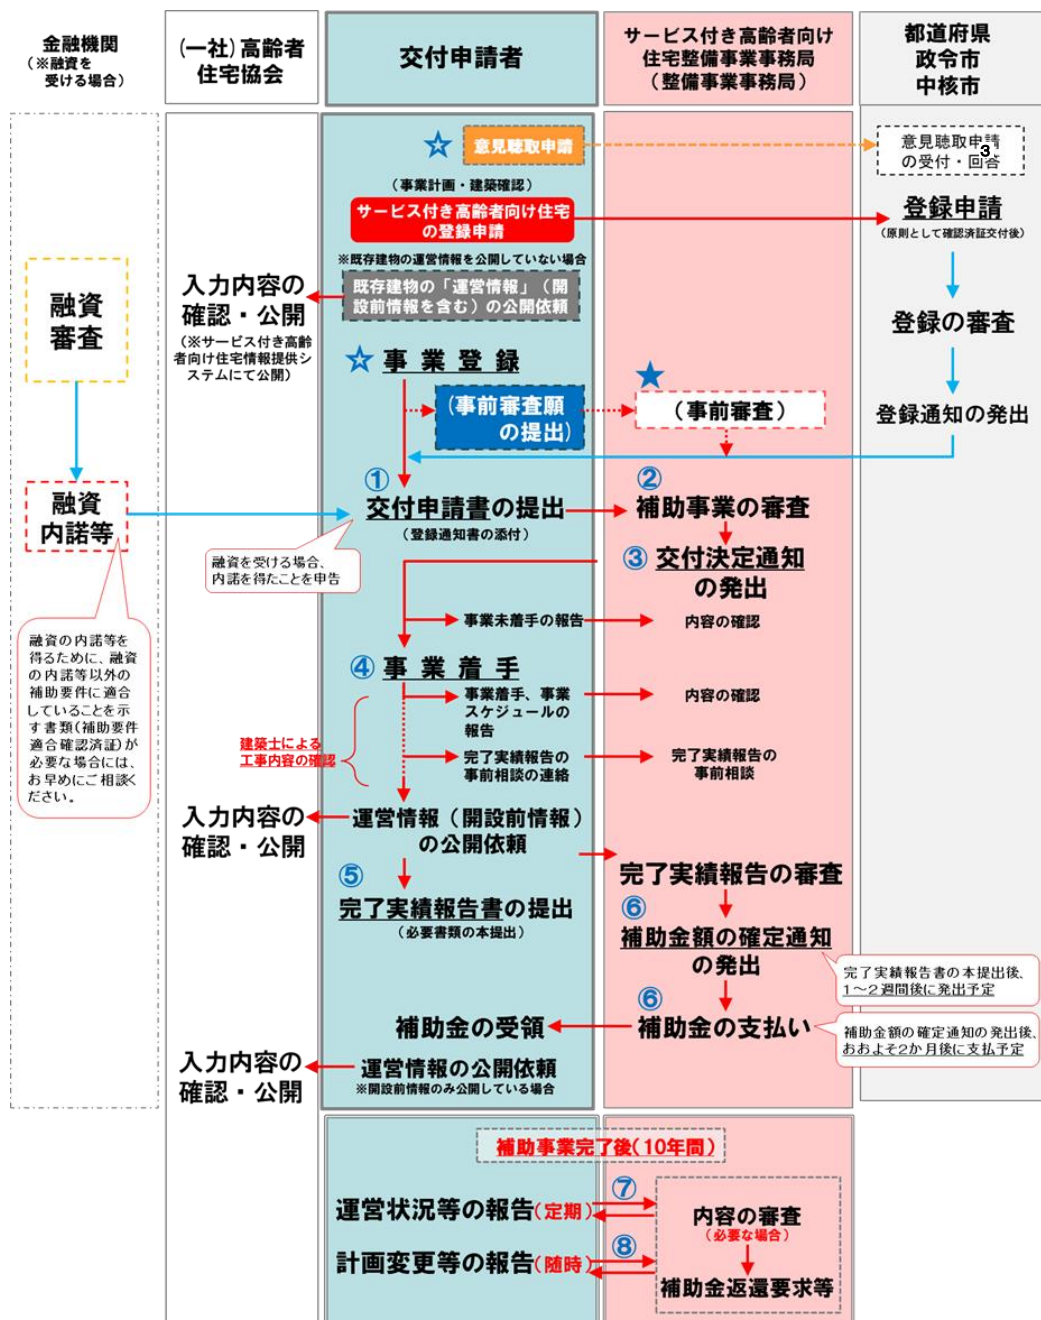 金融機関
（※融資を
受ける場合）
（一社）高齢者
住宅協会
交付申請者
サービス付き高齢者向け
住宅整備事業事務局
（整備事業事務局）
都道府県
政令市
中核市
☆
意見聴取申請
意見聴取申請
の受付・回答
3
（事業計画・建築確認）
サービス付き高齢者向け住宅
の登録申請
登録申請
（原則として確認済証交付後）
※既存建物の運営情報を公開していない場合
既存建物の「運営情報」（開
設前情報を含む）の公開依頼
入力内容の
確認・公開
（※サービス付き高齢
者向け住宅情報提供シ
ステムにて公開）
融資
審査
登録の審査
☆ 事業登録
★
（事前審査願
の提出）
（事前審査）
登録通知の発出
融資
内諾等
①
交付申請書の提出
（登録通知書の添付）
②
補助事業の審査
融資を受ける場合、
内諾を得たことを申告
③ 交付決定通知
の発出
事業未着手の報告
内容の確認
融資の内諾等を
得るために、融資
の内諾等以外の
補助要件に適合
していることを示
す書類（補助要件
適合確認済証）が
必要な場合には、
お早めにご相談く
ださい。
④ 事業着手
事業着手、事業
スケジュールの
報告
内容の確認
建築士による
工事内容の確認
完了実績報告の
事前相談の連絡
完了実績報告の
事前相談
入力内容の
確認・公開
運営情報（開設前情報）
の公開依頼
⑤
完了実績報告書の提出
（必要書類の本提出）
完了実績報告の審査
⑥
補助金額の確定通知
の発出
完了実績報告書の本提出後、
1～2週間後に発出予定
⑥
補助金の受領
補助金の支払い
補助金額の確定通知の発出後、
おおよそ2か月後に支払予定
入力内容の
確認・公開
運営情報の公開依頼
※開設前情報のみ公開している場合
補助事業完了後（10年間）
運営状況等の報告（定期）
⑦
内容の審査
（必要な場合）
計画変更等の報告（随時）
⑧
補助金返還要求等